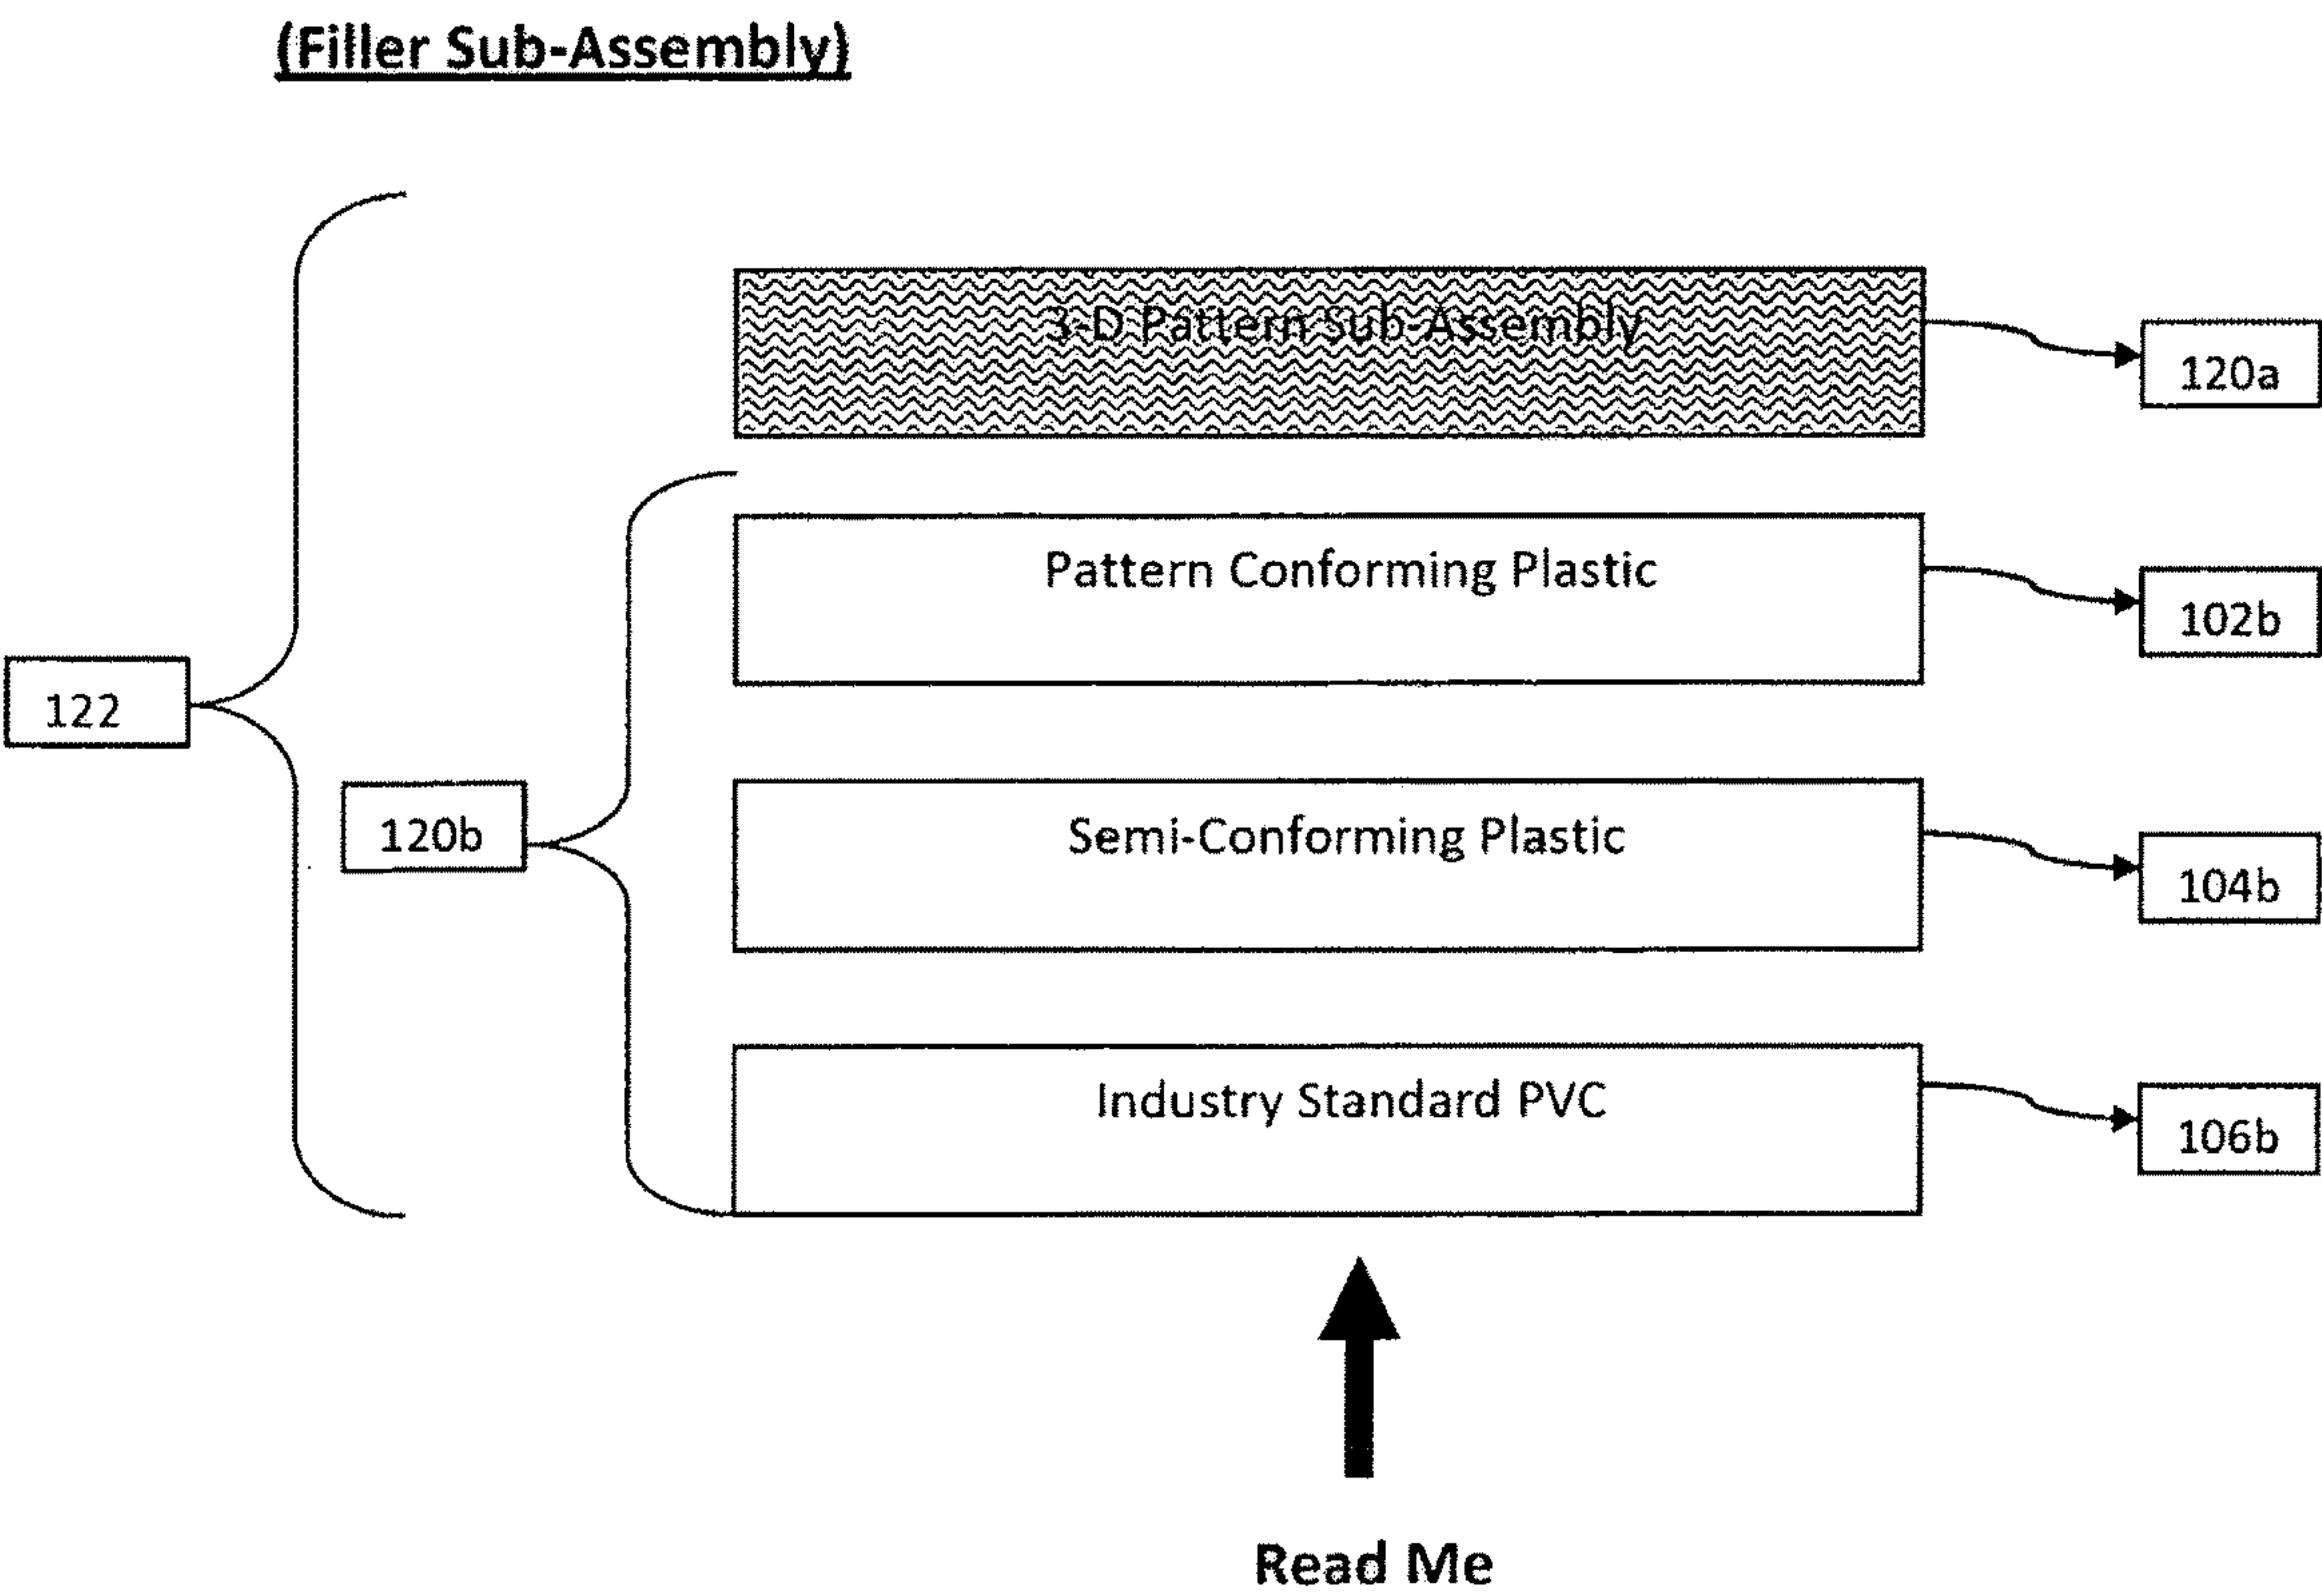 (Filler Sub-Assembly)
3-D Pattern Sub-Assembly
120a
Pattern Conforming Plastic
102b
122
120b
Semi-Conforming Plastic
104b
Industry Standard PVC
106b
Read Me